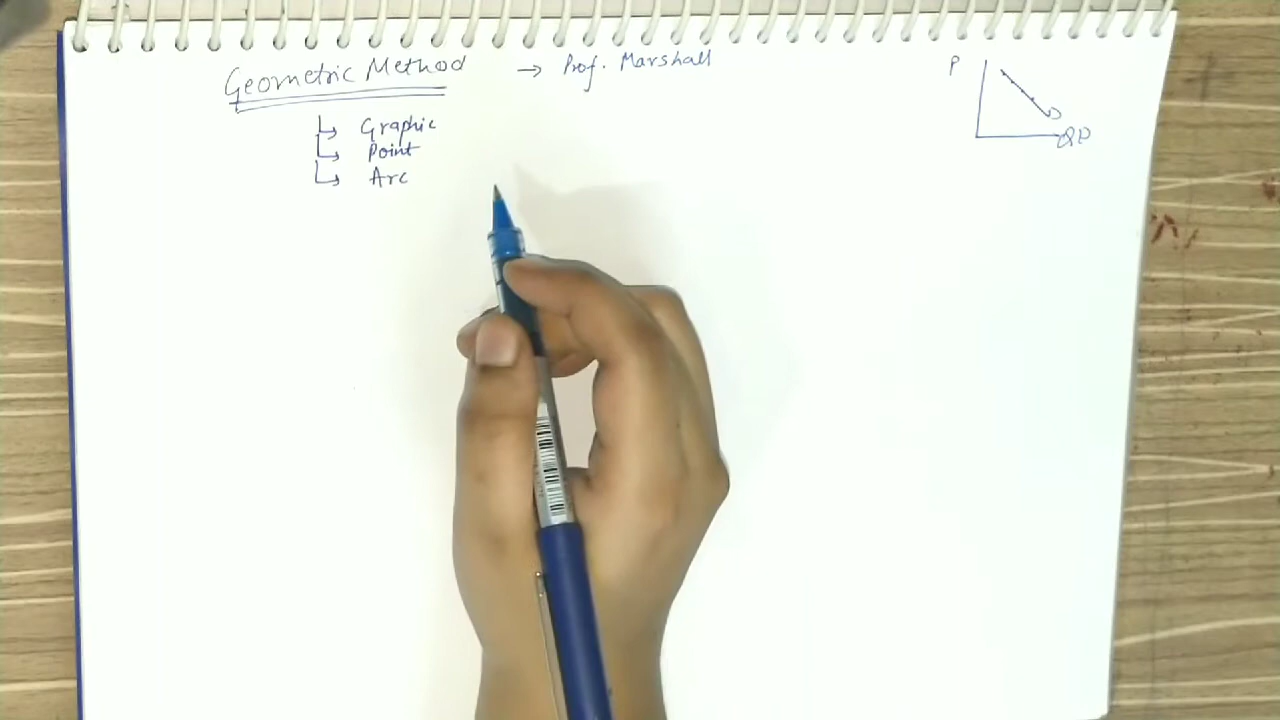 Geometric Method → Prof. Marshall
Graphic
Point
Arc
P
D
QD